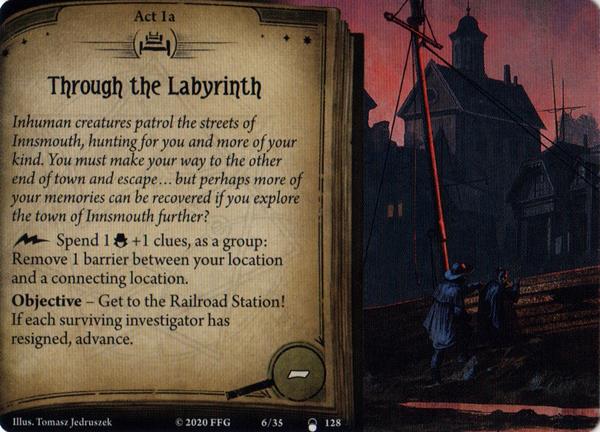 Act 1a
Through the Labyrinth
Inhuman creatures patrol the streets of
Innsmouth, hunting for you and more of your
kind. You must make your way to the other
end of town and escape… but perhaps more of
your memories can be recovered if you explore
the town of Innsmouth further?
Spend 1 +1 clues, as a group:
Remove 1 barrier between your location
and a connecting location.
Objective – Get to the Railroad Station!
If each surviving investigator has
resigned, advance.
–
Illus. Tomasz Jedruszek © 2020 FFG 6/35 128